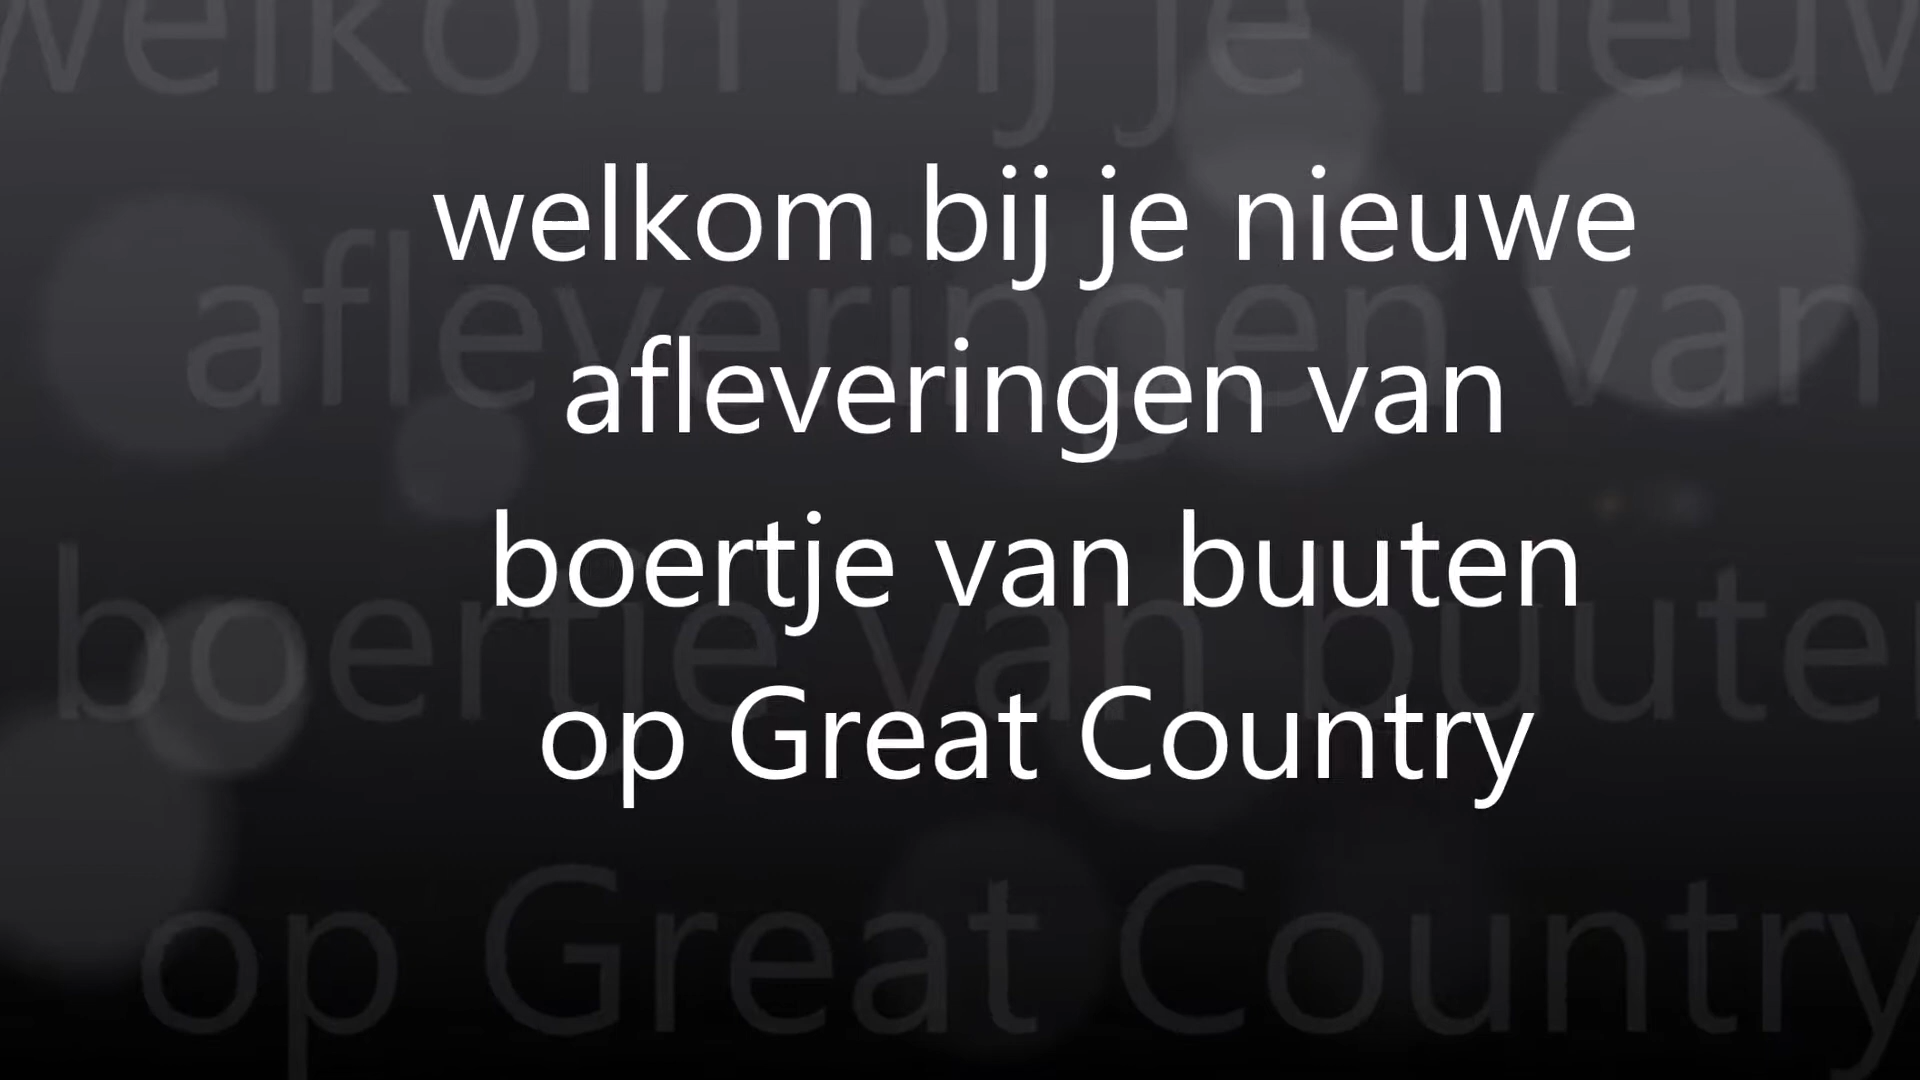 welkom bij je nieuwe
afleveringen van
boertje van buuten
op Great Country